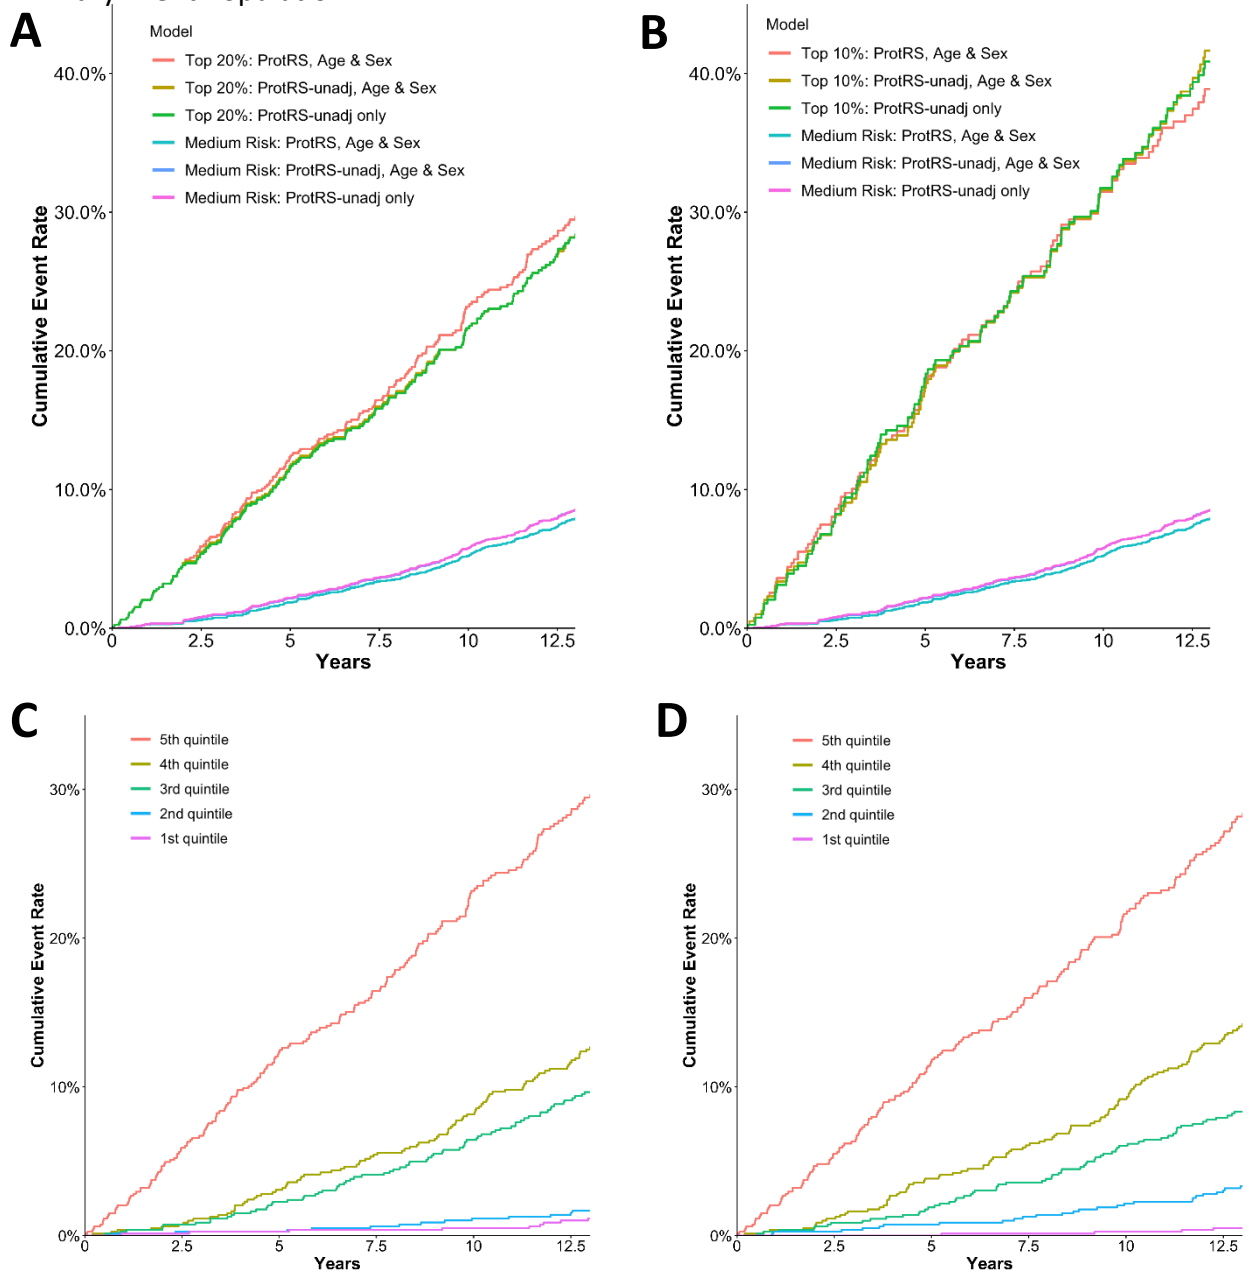 A
Model
Top 20%: ProtRS, Age & Sex
Top 20%: ProtRS-unadj, Age & Sex
Top 20%: ProtRS-unadj only
Medium Risk: ProtRS, Age & Sex
Medium Risk: ProtRS-unadj, Age & Sex
Medium Risk: ProtRS-unadj only
40.0%
30.0%
20.0%
10.0%
0.0%
Cumulative Event Rate
0 2.5 5 7.5 10 12.5
Years
B
Model
Top 10%: ProtRS, Age & Sex
Top 10%: ProtRS-unadj, Age & Sex
Top 10%: ProtRS-unadj only
Medium Risk: ProtRS, Age & Sex
Medium Risk: ProtRS-unadj, Age & Sex
Medium Risk: ProtRS-unadj only
40.0%
30.0%
20.0%
10.0%
0.0%
Cumulative Event Rate
0 2.5 5 7.5 10 12.5
Years
C
5th quintile
4th quintile
3rd quintile
2nd quintile
1st quintile
30%
20%
10%
0%
Cumulative Event Rate
0 2.5 5 7.5 10 12.5
Years
D
5th quintile
4th quintile
3rd quintile
2nd quintile
1st quintile
30%
20%
10%
0%
Cumulative Event Rate
0 2.5 5 7.5 10 12.5
Years